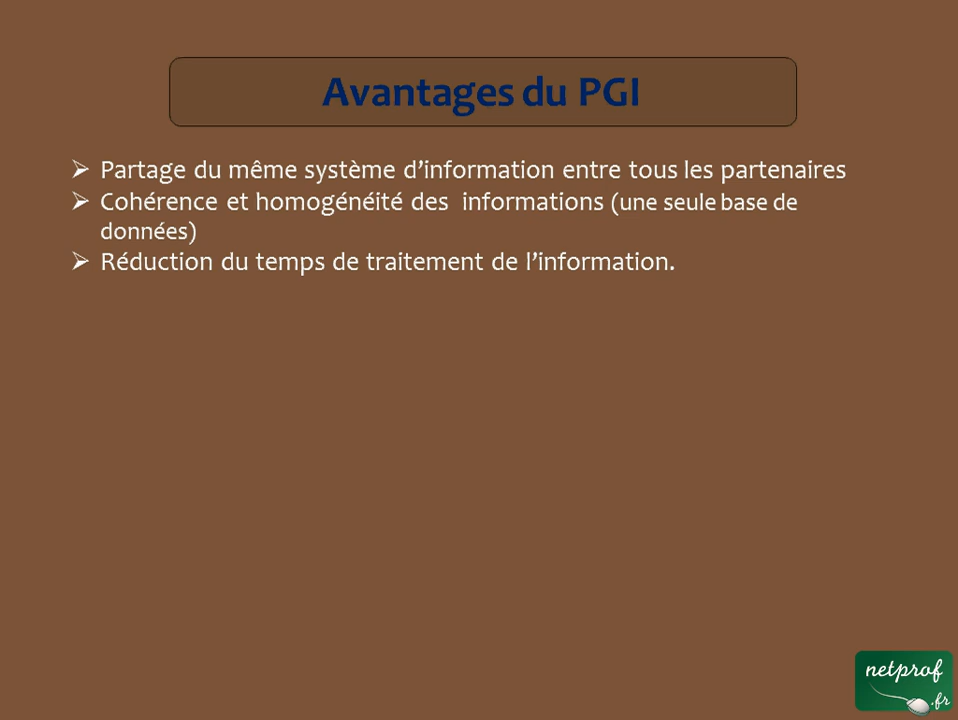 Avantages du PGI
➢ Partage du même système d’information entre tous les partenaires
➢ Cohérence et homogénéité des informations (une seule base de
données)
➢ Réduction du temps de traitement de l’information.
netprof
.fr